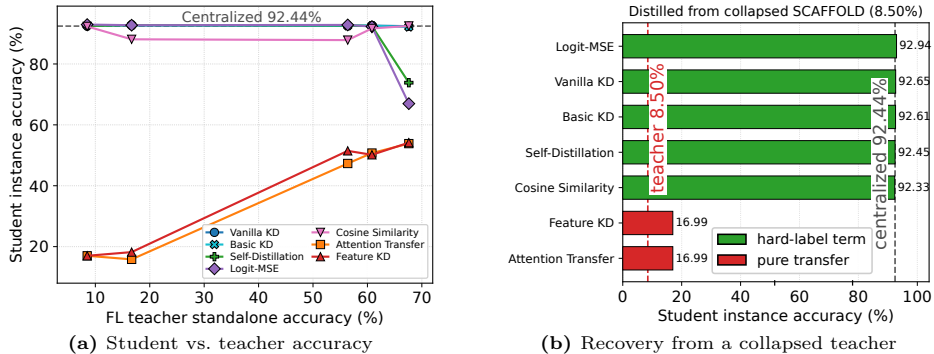 Centralized 92.44%
Student instance accuracy (%)
80
60
40
20
Vanilla KD
Basic KD
Self-Distillation
Logit-MSE
Cosine Similarity
Attention Transfer
Feature KD
10 20 30 40 50 60 70
FL teacher standalone accuracy (%)
(a) Student vs. teacher accuracy
Distilled from collapsed SCAFFOLD (8.50%)
Logit-MSE 92.94
Vanilla KD 92.65
Basic KD 92.61
Self-Distillation 92.45
Cosine Similarity 92.33
Feature KD 16.99
Attention Transfer 16.99
teacher 8.50%
centralized 92.44%
hard-label term
pure transfer
0 20 40 60 80 100
Student instance accuracy (%)
(b) Recovery from a collapsed teacher